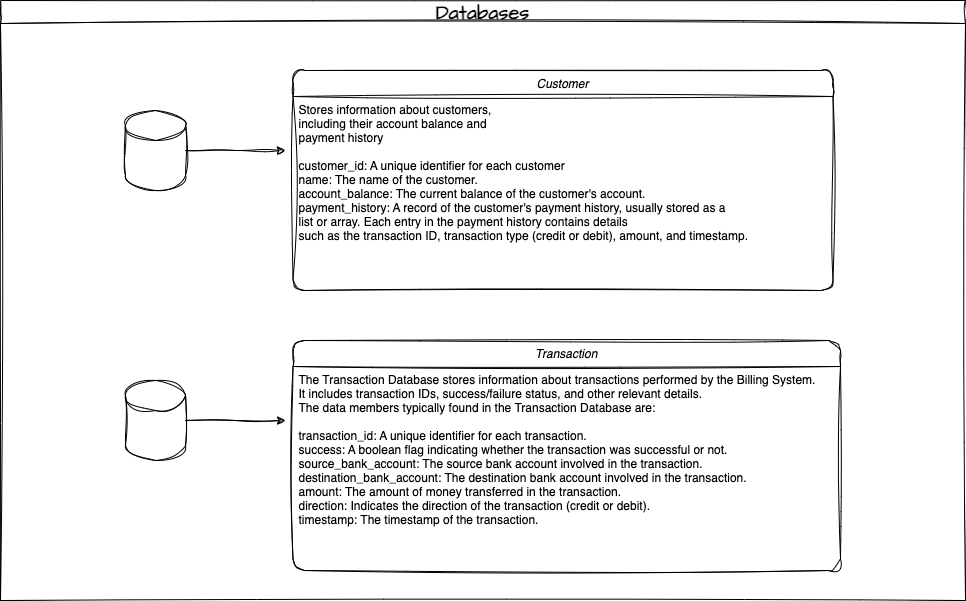 Databases
Customer
Stores information about customers,
including their account balance and
payment history
customer_id: A unique identifier for each customer
name: The name of the customer.
account_balance: The current balance of the customer's account.
payment_history: A record of the customer's payment history, usually stored as a
list or array. Each entry in the payment history contains details
such as the transaction ID, transaction type (credit or debit), amount, and timestamp.
Transaction
The Transaction Database stores information about transactions performed by the Billing System.
It includes transaction IDs, success/failure status, and other relevant details.
The data members typically found in the Transaction Database are:
transaction_id: A unique identifier for each transaction.
success: A boolean flag indicating whether the transaction was successful or not.
source_bank_account: The source bank account involved in the transaction.
destination_bank_account: The destination bank account involved in the transaction.
amount: The amount of money transferred in the transaction.
direction: Indicates the direction of the transaction (credit or debit).
timestamp: The timestamp of the transaction.